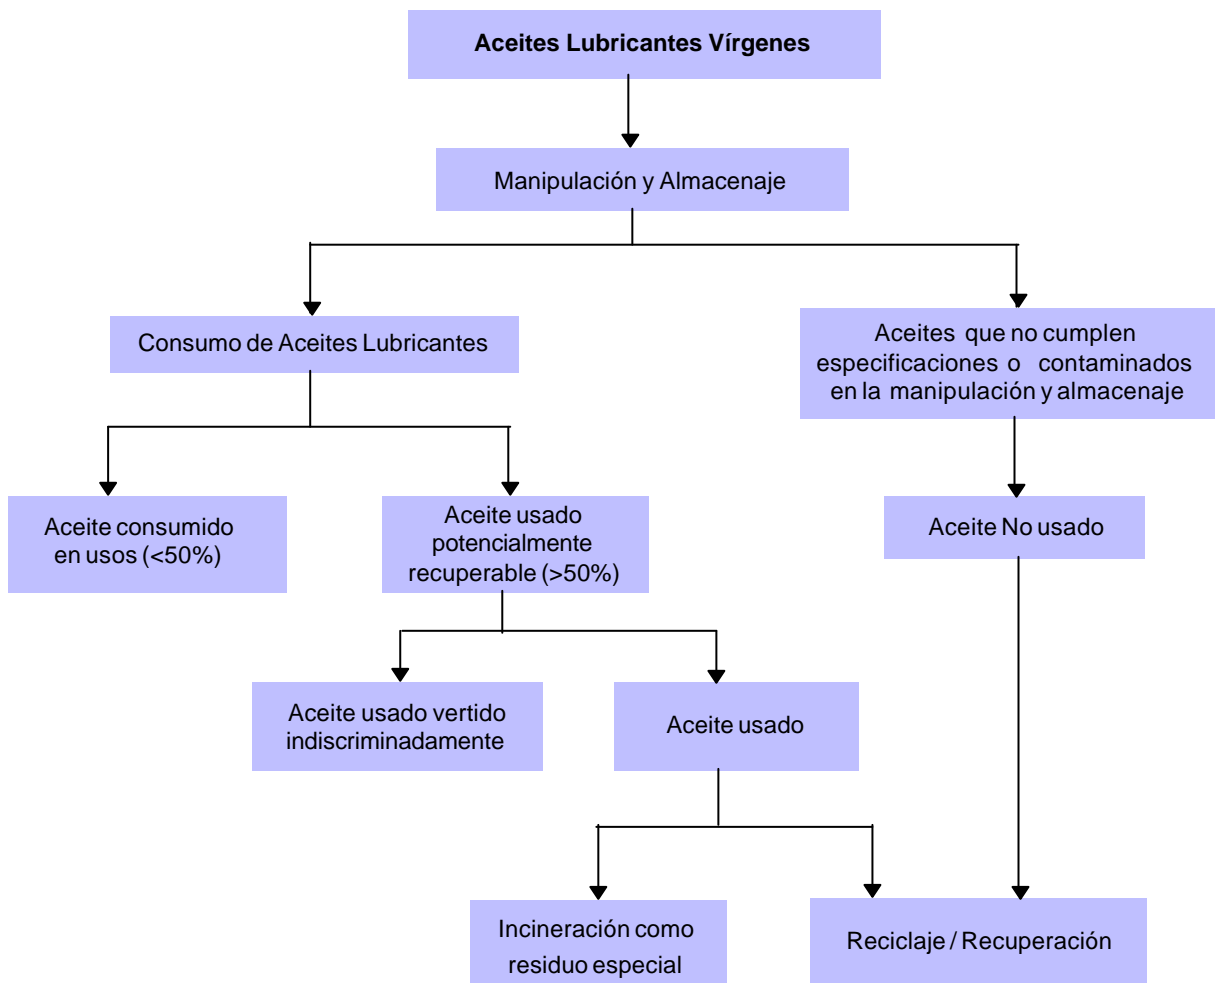 Aceites Lubricantes Vírgenes
Manipulación y Almacenaje
Consumo de Aceites Lubricantes
Aceites que no cumplen
especificaciones o contaminados
en la manipulación y almacenaje
Aceite consumido
en usos (<50%)
Aceite usado
potencialmente
recuperable (>50%)
Aceite No usado
Aceite usado vertido
indiscriminadamente
Aceite usado
Incineración como
residuo especial
Reciclaje / Recuperación